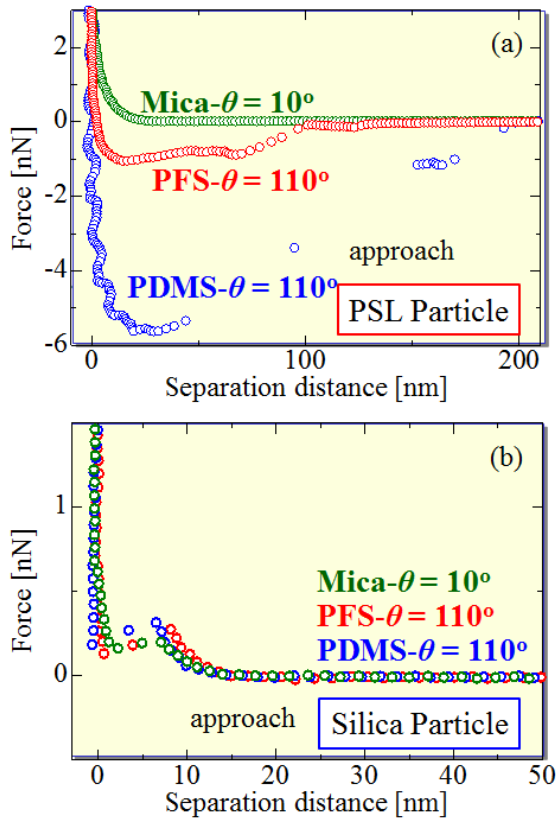 (a)
Mica-θ = 10°
PFS-θ = 110°
PDMS-θ = 110°
approach
PSL Particle
Force [nN]
2
0
-2
-4
-6
0
100
200
Separation distance [nm]
(b)
Mica-θ = 10°
PFS-θ = 110°
PDMS-θ = 110°
approach
Silica Particle
Force [nN]
1
0
0
10
20
30
40
50
Separation distance [nm]